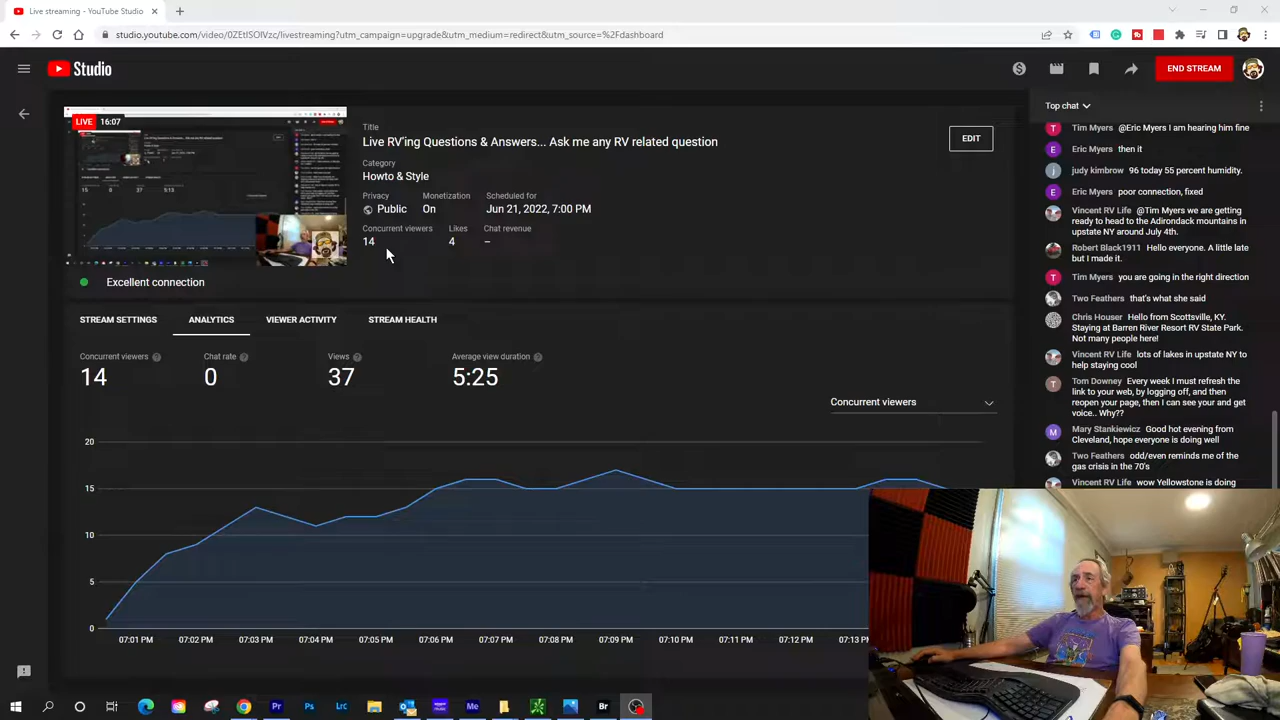 Live streaming - YouTube Studio
studio.youtube.com/video/0ZEtlSOlVzc/livestreaming?utm_campaign=upgrade&utm_medium=redirect&utm_source=%2Fdashboard
Studio
END STREAM
LIVE 16:07
Title
Live RV'ing Questions & Answers... Ask me any RV related question
EDIT
Category
Howto & Style
Privacy Monetization Scheduled for
Public On Jun 21, 2022, 7:00 PM
Concurrent viewers Likes Chat revenue
14 4 –
Excellent connection
STREAM SETTINGS ANALYTICS VIEWER ACTIVITY STREAM HEALTH
Concurrent viewers Chat rate Views Average view duration
14 0 37 5:25
Concurrent viewers
20
15
10
5
0
07:01 PM 07:02 PM 07:03 PM 07:04 PM 07:05 PM 07:06 PM 07:07 PM 07:08 PM 07:09 PM 07:10 PM 07:11 PM 07:12 PM 07:13
Top chat
Tim Myers @Eric Myers I am hearing him fine
Eric Myers then it
judy kimbrow 96 today 55 percent humidity.
Eric Myers poor connection, fixed
Vincent RV Life @Tim Myers we are getting
ready to head to the Adirondack mountains in
upstate NY around July 4th.
Robert Black1911 Hello everyone. A little late
but I made it.
Tim Myers you are going in the right direction
Two Feathers that's what she said
Chris Houser Hello from Scottsville, KY.
Staying at Barren River Resort RV State Park.
Not many people here!
Vincent RV Life lots of lakes in upstate NY to
help staying cool
Tom Downey Every week I must refresh the
link to your web, by logging off, and then
reopen your page, then I can see your and get
voice.. Why??
Mary Stankiewicz Good hot evening from
Cleveland, hope everyone is doing well
Two Feathers odd/even reminds me of the
gas crisis in the 70's
Vincent RV Life wow Yellowstone is doing
Pr Ps Lrc Me Br